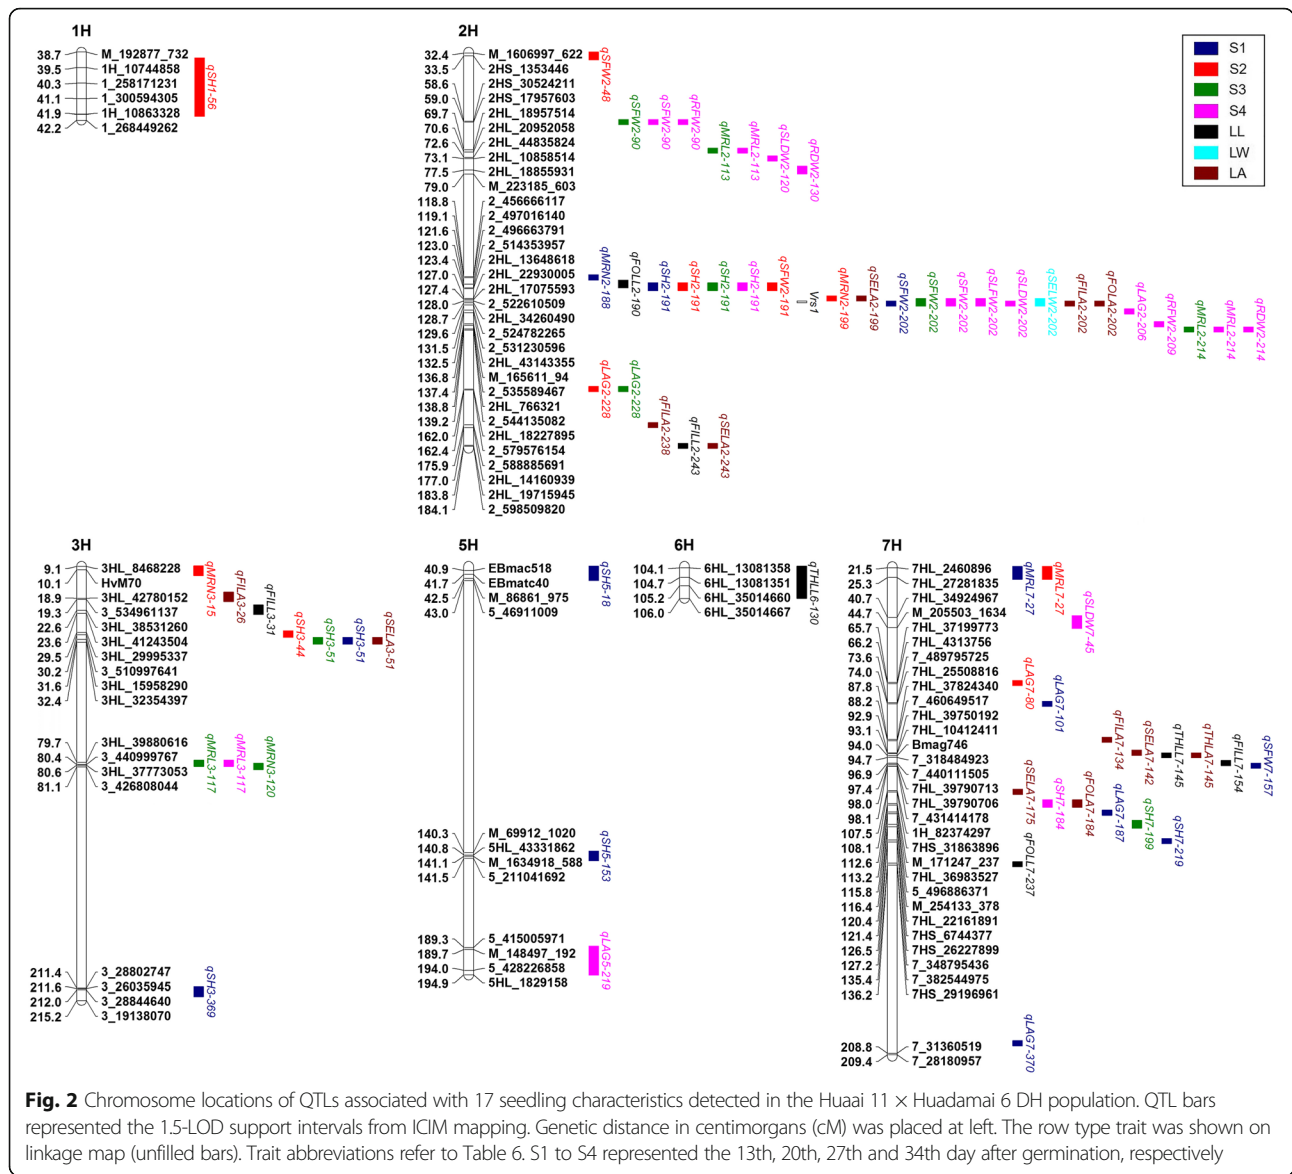 1H
38.7 M_192877_732
39.5 1H_10744858
40.3 1_258171231
41.1 1_300594305
41.9 1H_10863328
42.2 1_268449262
qSH1-56
2H
32.4 M_1606997_622
33.5 2HS_1353446
58.6 2HS_30524211
59.0 2HS_17957603
69.7 2HL_18957514
70.6 2HL_20952058
72.6 2HL_44835824
73.1 2HL_10858514
77.5 2HL_18855931
79.0 M_223185_603
118.8 2_456666117
119.1 2_497016140
121.6 2_496663791
123.0 2_514353957
123.4 2HL_13648618
127.0 2HL_22930005
127.4 2HL_17075593
128.0 2_522610509
128.7 2HL_34260490
129.6 2_524782265
131.5 2_531230596
132.5 2HL_43143355
136.8 M_165611_94
137.4 2_535589467
138.8 2HL_766321
139.2 2_544135082
162.0 2HL_18227895
162.4 2_579576154
175.9 2_588885691
177.0 2HL_14160939
183.8 2HL_19715945
184.1 2_598509820
qSFW2-48
qSFW2-90
qSFW2-90
qRFW2-90
qMRL2-113
qMRL2-113
qSLDW2-120
qRDW2-130
qMRN2-188
qFOLL2-190
qSH2-191
qSH2-191
qSH2-191
qSH2-191
qSFW2-191
Vrs1
qMRN2-199
qSELA2-199
qSFW2-202
qSFW2-202
qSFW2-202
qSLFW2-202
qSLDW2-202
qSELW2-202
qFILA2-202
qFOLA2-202
qLAG2-206
qRFW2-209
qMRL2-214
qMRL2-214
qRDW2-214
qLAG2-228
qLAG2-228
qFILA2-238
qFILL2-243
qSELA2-243
S1
S2
S3
S4
LL
LW
LA
3H
9.1 3HL_8468228
10.1 HvM70
18.9 3HL_42780152
19.3 3_534961137
22.6 3HL_38531260
23.6 3HL_41243504
29.5 3HL_29995337
30.2 3_510997641
31.6 3HL_15958290
32.4 3HL_32354397
79.7 3HL_39880616
80.4 3_440999767
80.6 3HL_37773053
81.1 3_426808044
211.4 3_28802747
211.6 3_26035945
212.0 3_28844640
215.2 3_19138070
qMRN3-15
qFILA3-26
qFILL3-31
qSH3-44
qSH3-51
qSH3-51
qSELA3-51
qMRL3-117
qMRL3-117
qMRN3-120
qSH3-369
5H
40.9 EBmac518
41.7 EBmatc40
42.5 M_86861_975
43.0 5_46911009
140.3 M_69912_1020
140.8 5HL_43331862
141.1 M_1634918_588
141.5 5_211041692
189.3 5_415005971
189.7 M_148497_192
194.0 5_428226858
194.9 5HL_1829158
qSH5-18
qSH5-153
qLAG5-219
6H
104.1 6HL_13081358
104.7 6HL_13081351
105.2 6HL_35014660
106.0 6HL_35014667
qTHLL6-130
7H
21.5 7HL_2460896
25.3 7HL_27281835
40.7 7HL_34924967
44.7 M_205503_1634
65.7 7HL_37199773
66.2 7HL_4313756
73.6 7_489795725
74.0 7HL_25508816
87.8 7HL_37824340
88.2 7_460649517
92.9 7HL_39750192
93.1 7HL_10412411
94.0 Bmag746
94.7 7_318484923
96.9 7_440111505
97.4 7HL_39790713
98.0 7HL_39790706
98.1 7_431414178
107.5 1H_82374297
108.1 7HS_31863896
112.6 M_171247_237
113.2 7HL_36983527
115.8 5_496886371
116.4 M_254133_378
120.4 7HL_22161891
121.4 7HS_6744377
126.5 7HS_26227899
127.2 7_348795436
135.4 7_382544975
136.2 7HS_29196961
208.8 7_31360519
209.4 7_28180957
qMRL7-27
qMRL7-27
qSLDW7-45
qLAG7-80
qLAG7-101
qFILA7-134
qSELA7-142
qTHLL7-145
qTHLA7-145
qFILL7-154
qSFW7-157
qSELA7-175
qSH7-184
qFOLA7-184
qLAG7-187
qSH7-199
qSH7-219
qFOLL7-237
qLAG7-370
Fig. 2 Chromosome locations of QTLs associated with 17 seedling characteristics detected in the Huaai 11 × Huadamai 6 DH population. QTL bars
represented the 1.5-LOD support intervals from ICIM mapping. Genetic distance in centimorgans (cM) was placed at left. The row type trait was shown on
linkage map (unfilled bars). Trait abbreviations refer to Table 6. S1 to S4 represented the 13th, 20th, 27th and 34th day after germination, respectively